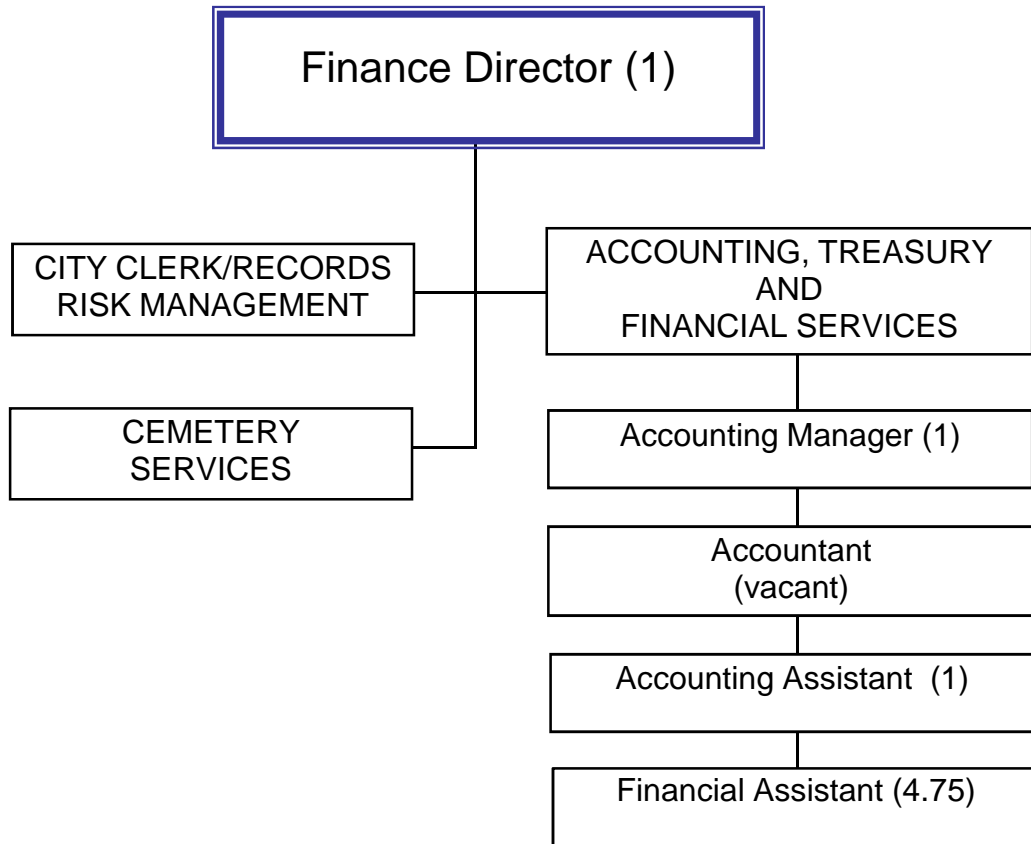 Finance Director (1)
CITY CLERK/RECORDS
RISK MANAGEMENT
ACCOUNTING, TREASURY
AND
FINANCIAL SERVICES
CEMETERY
SERVICES
Accounting Manager (1)
Accountant
(vacant)
Accounting Assistant (1)
Financial Assistant (4.75)